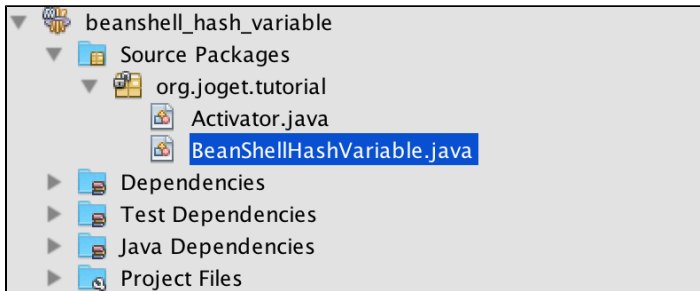 beanshell_hash_variable
Source Packages
org.joget.tutorial
Activator.java
BeanShellHashVariable.java
Dependencies
Test Dependencies
Java Dependencies
Project Files